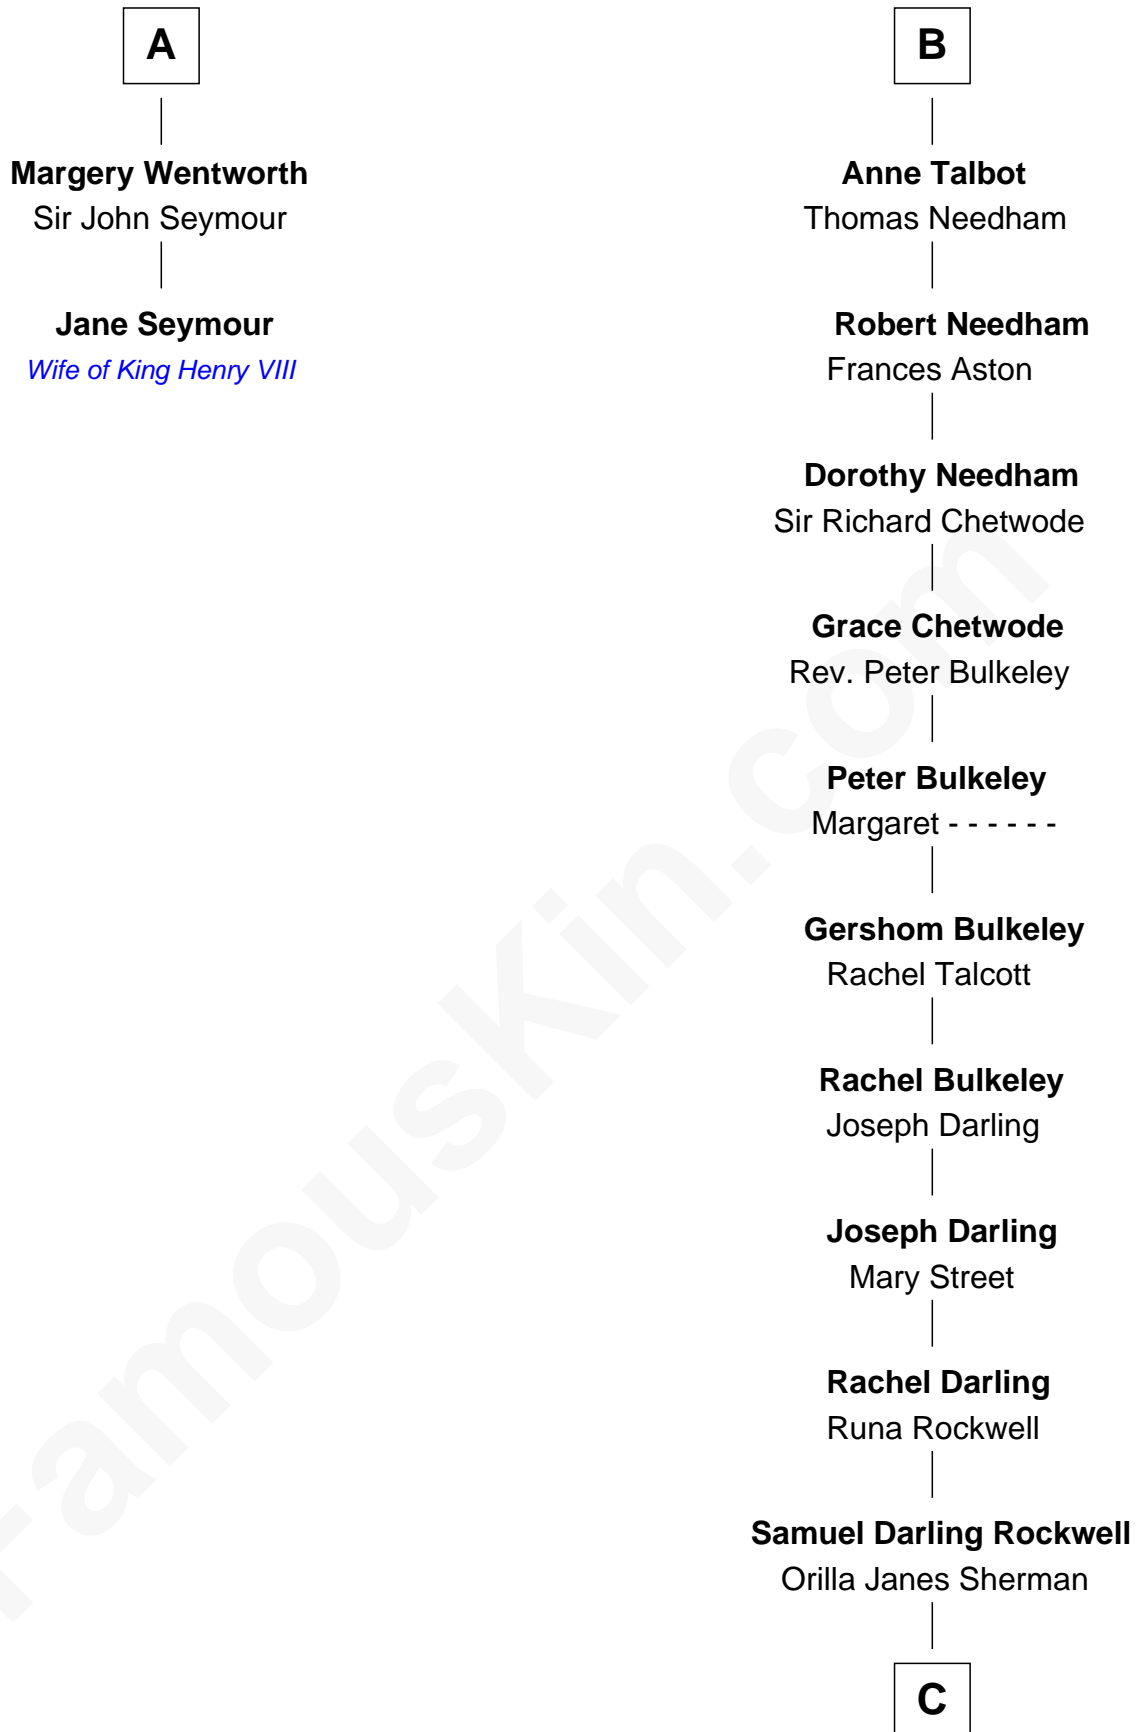 A
Margery Wentworth
Sir John Seymour
Jane Seymour
Wife of King Henry VIII
B
Anne Talbot
Thomas Needham
Robert Needham
Frances Aston
Dorothy Needham
Sir Richard Chetwode
Grace Chetwode
Rev. Peter Bulkeley
Peter Bulkeley
Margaret - - - - - -
Gershom Bulkeley
Rachel Talcott
Rachel Bulkeley
Joseph Darling
Joseph Darling
Mary Street
Rachel Darling
Runa Rockwell
Samuel Darling Rockwell
Orilla Janes Sherman
C
FamousKin.com